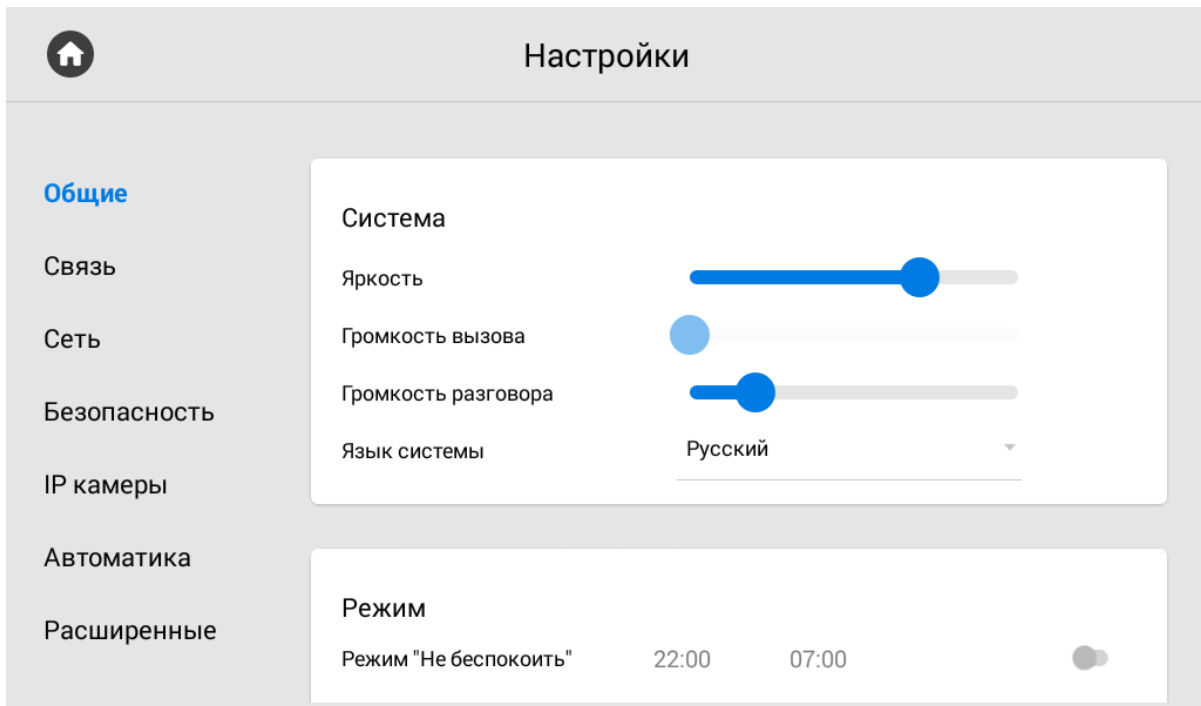 Настройки
Общие
Связь
Сеть
Безопасность
IP камеры
Автоматика
Расширенные
Система
Яркость
Громкость вызова
Громкость разговора
Язык системы Русский
Режим
Режим "Не беспокоить" 22:00 07:00